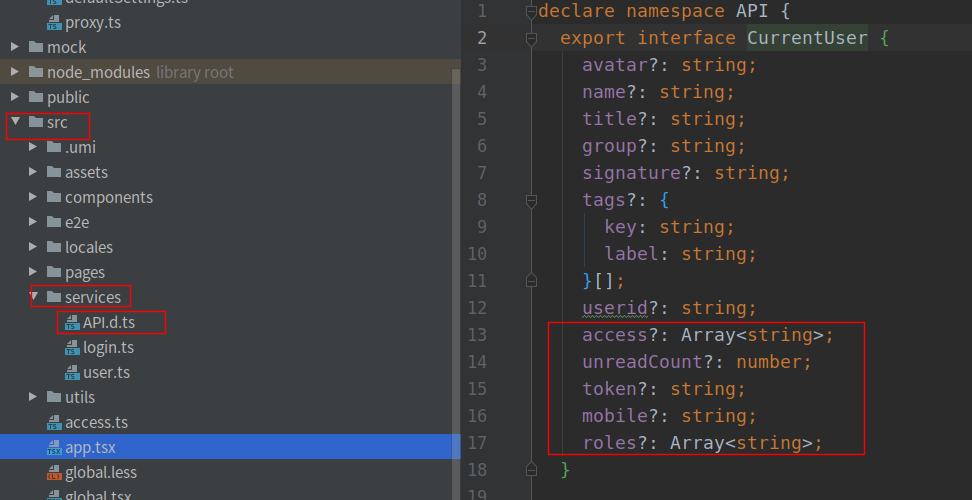 defaultSettings.ts
proxy.ts
mock
node_modules library root
public
src
.umi
assets
components
e2e
locales
pages
services
API.d.ts
login.ts
user.ts
utils
access.ts
app.tsx
global.less
global.tsx
1 declare namespace API {
2 export interface CurrentUser {
3 avatar?: string;
4 name?: string;
5 title?: string;
6 group?: string;
7 signature?: string;
8 tags?: {
9 key: string;
10 label: string;
11 }[];
12 userid?: string;
13 access?: Array<string>;
14 unreadCount?: number;
15 token?: string;
16 mobile?: string;
17 roles?: Array<string>;
18 }
19